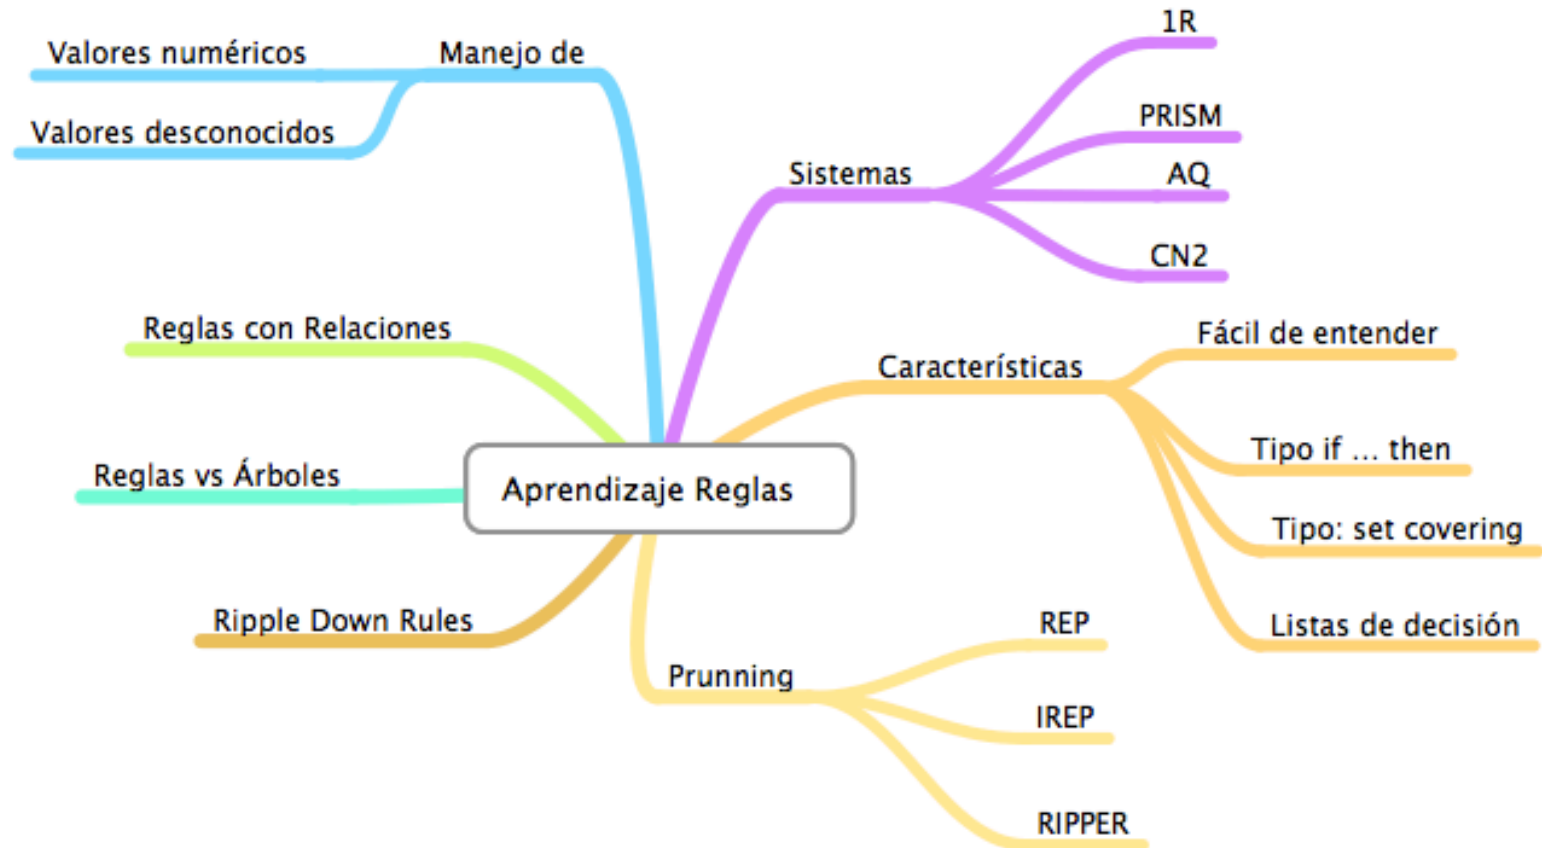 Aprendizaje Reglas
Manejo de
Valores numéricos
Valores desconocidos
Reglas con Relaciones
Reglas vs Árboles
Ripple Down Rules
Sistemas
1R
PRISM
AQ
CN2
Características
Fácil de entender
Tipo if ... then
Tipo: set covering
Listas de decisión
Prunning
REP
IREP
RIPPER